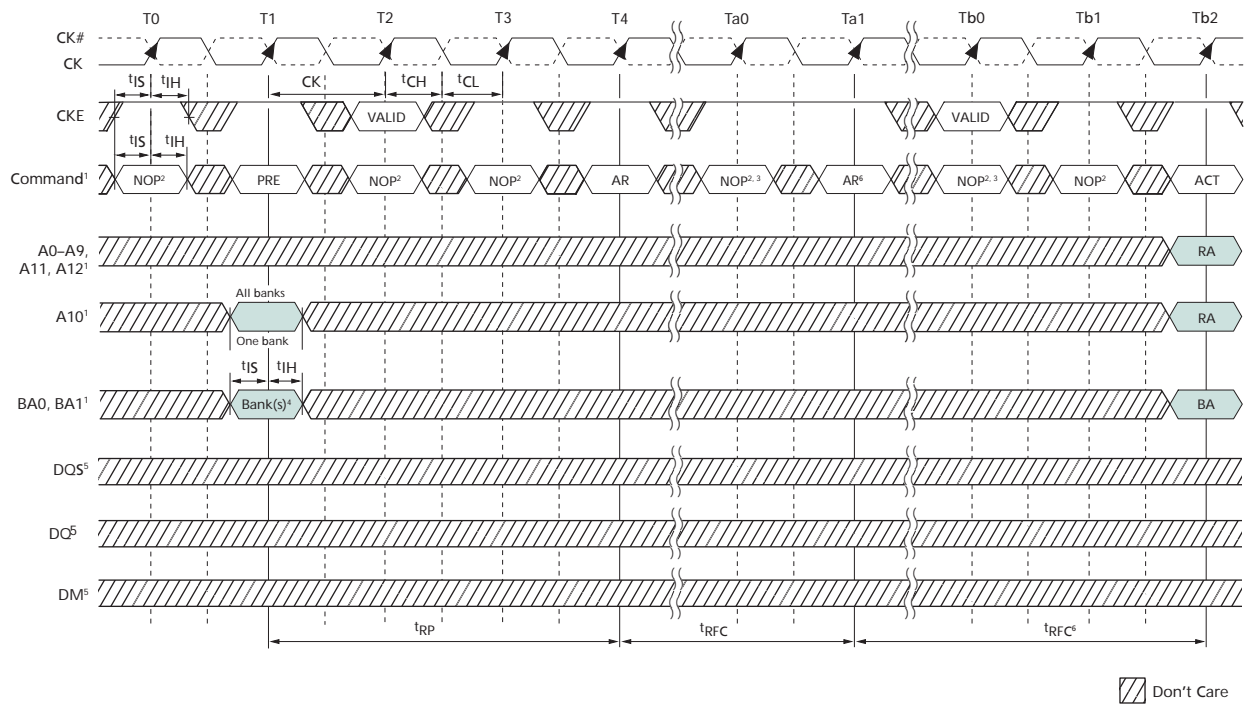 T0 T1 T2 T3 T4 Ta0 Ta1 Tb0 Tb1 Tb2
CK#
CK
tIS tIH CK tCH tCL
CKE VALID VALID
tIS tIH
Command¹ NOP² PRE NOP² NOP² AR NOP²,³ AR⁶ NOP²,³ NOP² ACT
A0–A9,
A11, A12¹ RA
All banks
A10¹ RA
One bank
tIS tIH
BA0, BA1¹ Bank(s)⁴ BA
DQS⁵
DQ⁵
DM⁵
tRP tRFC tRFC⁶
Don't Care